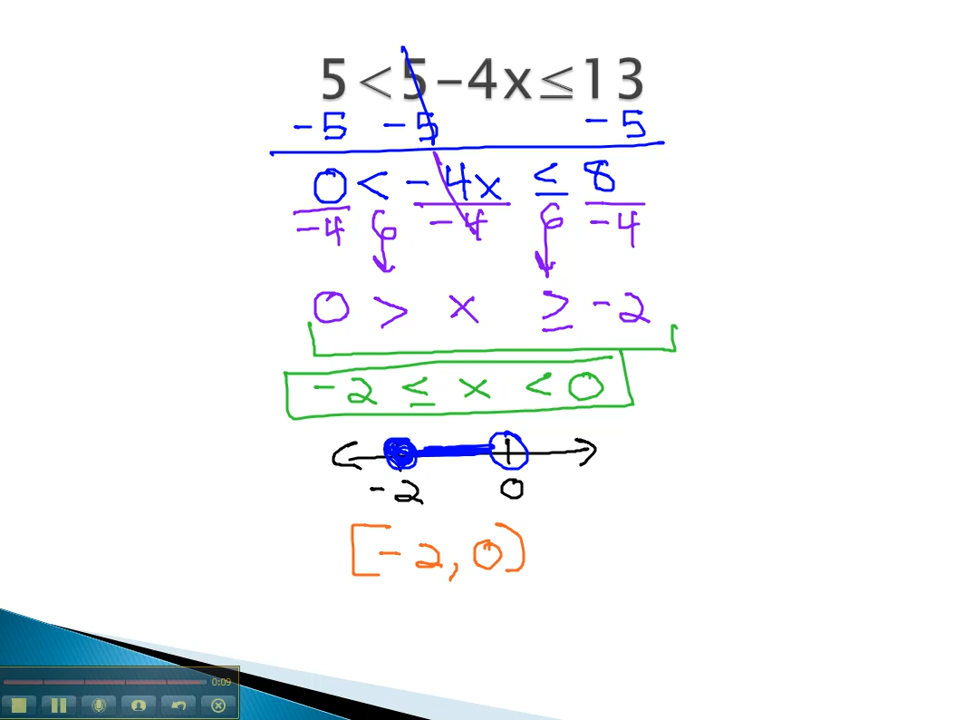 5<5-4x≤13
-5 -5 -5
0 < -4x ≤ 8
-4 -4 -4
0 > x ≥ -2
-2 ≤ x < 0
-2 0
[-2, 0)
0:09